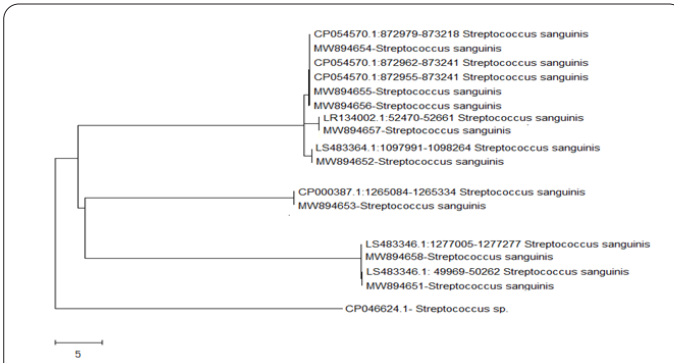 CP054570.1:872979-873218 Streptococcus sanguinis
MW894654-Streptococcus sanguinis
CP054570.1:872962-873241 Streptococcus sanguinis
CP054570.1:872955-873241 Streptococcus sanguinis
MW894655-Streptococcus sanguinis
MW894656-Streptococcus sanguinis
LR134002.1:52470-52661 Streptococcus sanguinis
MW894657-Streptococcus sanguinis
LS483364.1:1097991-1098264 Streptococcus sanguinis
MW894652-Streptococcus sanguinis
CP000387.1:1265084-1265334 Streptococcus sanguinis
MW894653-Streptococcus sanguinis
LS483346.1:1277005-1277277 Streptococcus sanguinis
MW894658-Streptococcus sanguinis
LS483346.1: 49969-50262 Streptococcus sanguinis
MW894651-Streptococcus sanguinis
CP046624.1- Streptococcus sp.
5